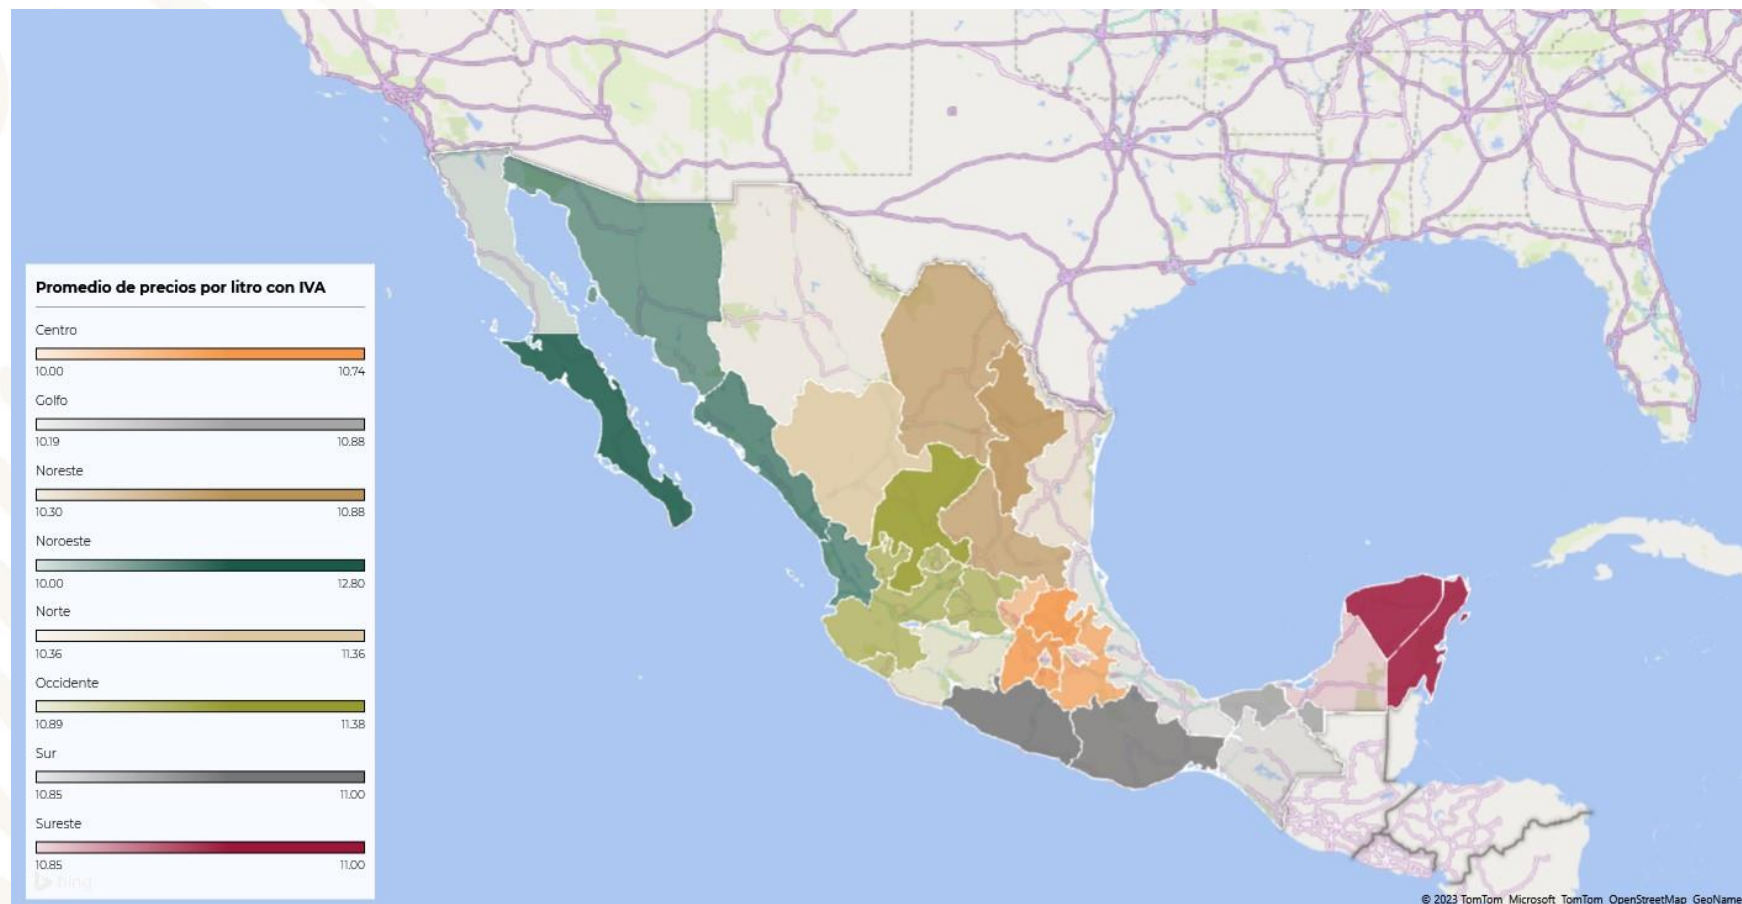 Promedio de precios por litro con IVA
Centro
10.00 10.74
Golfo
10.19 10.88
Noreste
10.30 10.88
Noroeste
10.00 12.80
Norte
10.36 11.36
Occidente
10.89 11.38
Sur
10.85 11.00
Sureste
10.85 11.00
Bing
© 2023 TomTom Microsoft TomTom OpenStreetMap GeoName